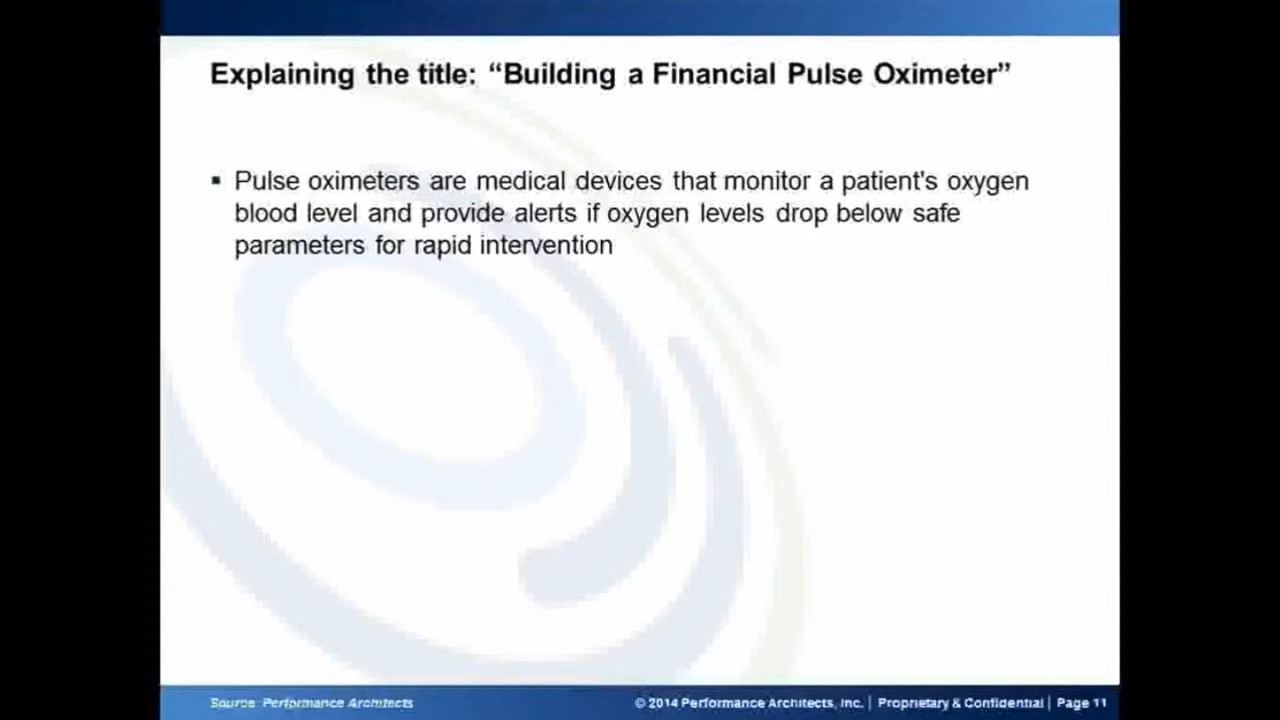 Explaining the title: “Building a Financial Pulse Oximeter”
▪ Pulse oximeters are medical devices that monitor a patient's oxygen
blood level and provide alerts if oxygen levels drop below safe
parameters for rapid intervention
Source: Performance Architects
© 2014 Performance Architects, Inc. | Proprietary & Confidential | Page 11